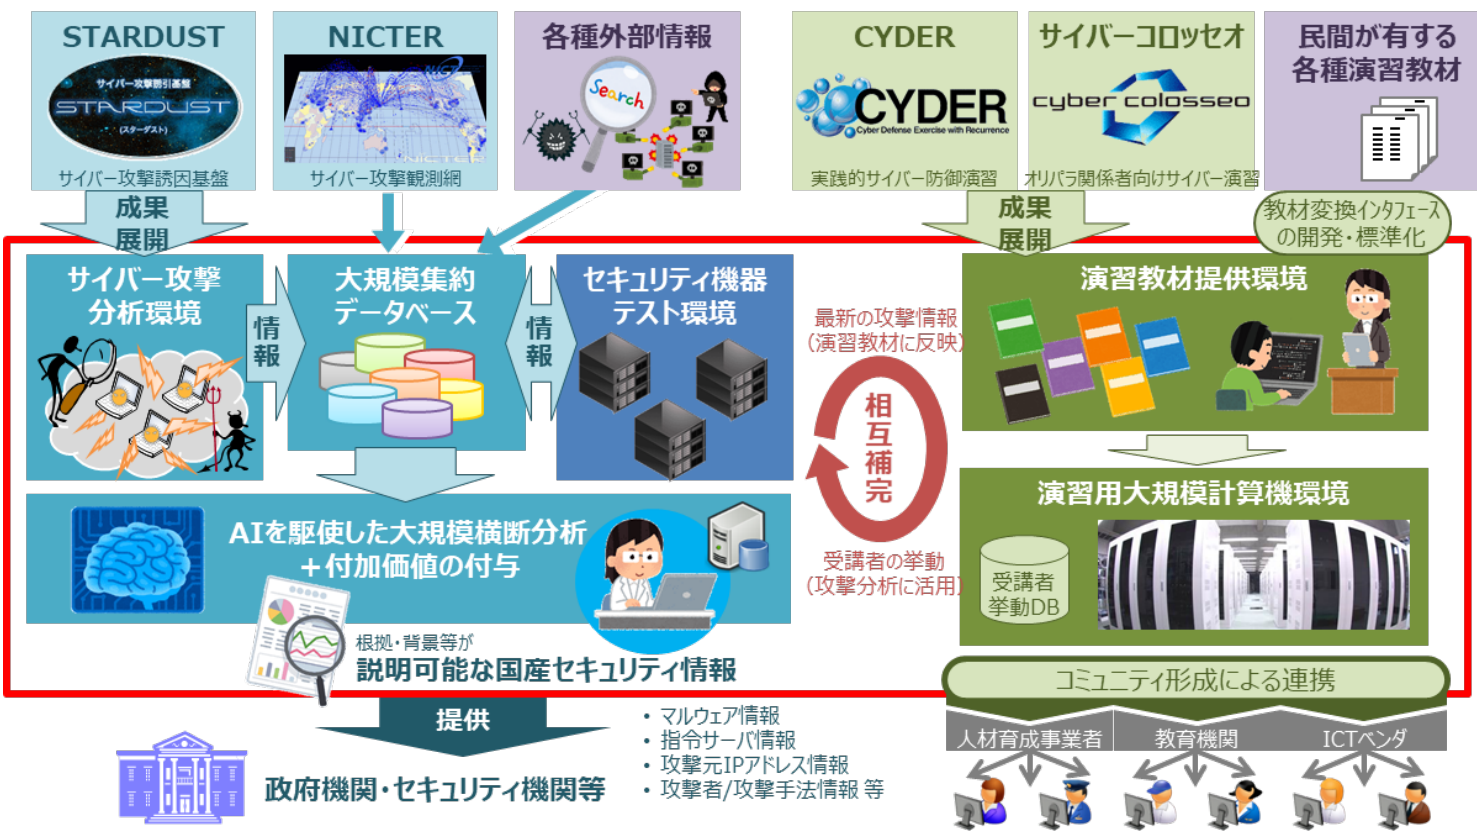 STARDUST
サイバー攻撃誘引基盤
STARDUST
(スターダスト)
サイバー攻撃誘因基盤
NICTER
NICT
NICTER
サイバー攻撃観測網
各種外部情報
Search
CYDER
CYDER
Cyber Defense Exercise with Recurrence
実践的サイバー防御演習
サイバーコロッセオ
cyber colosseo
オリパラ関係者向けサイバー演習
民間が有する
各種演習教材
成果
展開
成果
展開
教材変換インタフェース
の開発・標準化
サイバー攻撃
分析環境
情報
大規模集約
データベース
情報
セキュリティ機器
テスト環境
最新の攻撃情報
(演習教材に反映)
相互補完
受講者の挙動
(攻撃分析に活用)
演習教材提供環境
演習用大規模計算機環境
受講者
挙動DB
AIを駆使した大規模横断分析
＋付加価値の付与
根拠・背景等が
説明可能な国産セキュリティ情報
提供
政府機関・セキュリティ機関等
• マルウェア情報
• 指令サーバ情報
• 攻撃元IPアドレス情報
• 攻撃者/攻撃手法情報 等
コミュニティ形成による連携
人材育成事業者
教育機関
ICTベンダ